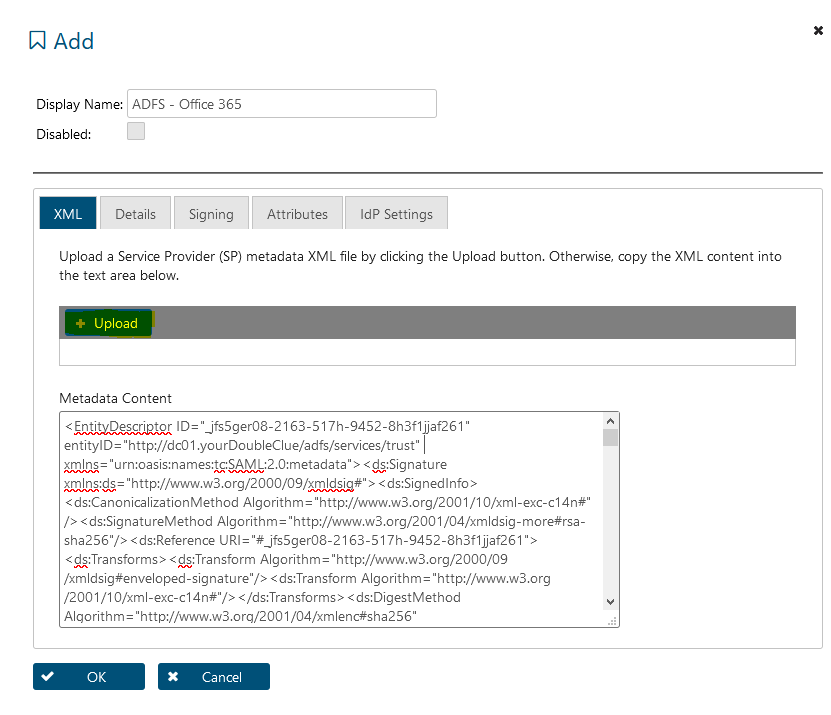 Add
Display Name: ADFS - Office 365
Disabled:
XML Details Signing Attributes IdP Settings
Upload a Service Provider (SP) metadata XML file by clicking the Upload button. Otherwise, copy the XML content into
the text area below.
Upload
Metadata Content
<EntityDescriptor ID="_jfs5ger08-2163-517h-9452-8h3f1jjaf261"
entityID="http://dc01.yourDoubleClue/adfs/services/trust"
xmlns="urn:oasis:names:tc:SAML:2.0:metadata"><ds:Signature
xmlns:ds="http://www.w3.org/2000/09/xmldsig#"><ds:SignedInfo>
<ds:CanonicalizationMethod Algorithm="http://www.w3.org/2001/10/xml-exc-c14n#"
/><ds:SignatureMethod Algorithm="http://www.w3.org/2001/04/xmldsig-more#rsa-
sha256"/><ds:Reference URI="#_jfs5ger08-2163-517h-9452-8h3f1jjaf261">
<ds:Transforms><ds:Transform Algorithm="http://www.w3.org/2000/09
/xmldsig#enveloped-signature"/><ds:Transform Algorithm="http://www.w3.org
/2001/10/xml-exc-c14n#"/></ds:Transforms><ds:DigestMethod
Algorithm="http://www.w3.org/2001/04/xmlenc#sha256"
OK Cancel